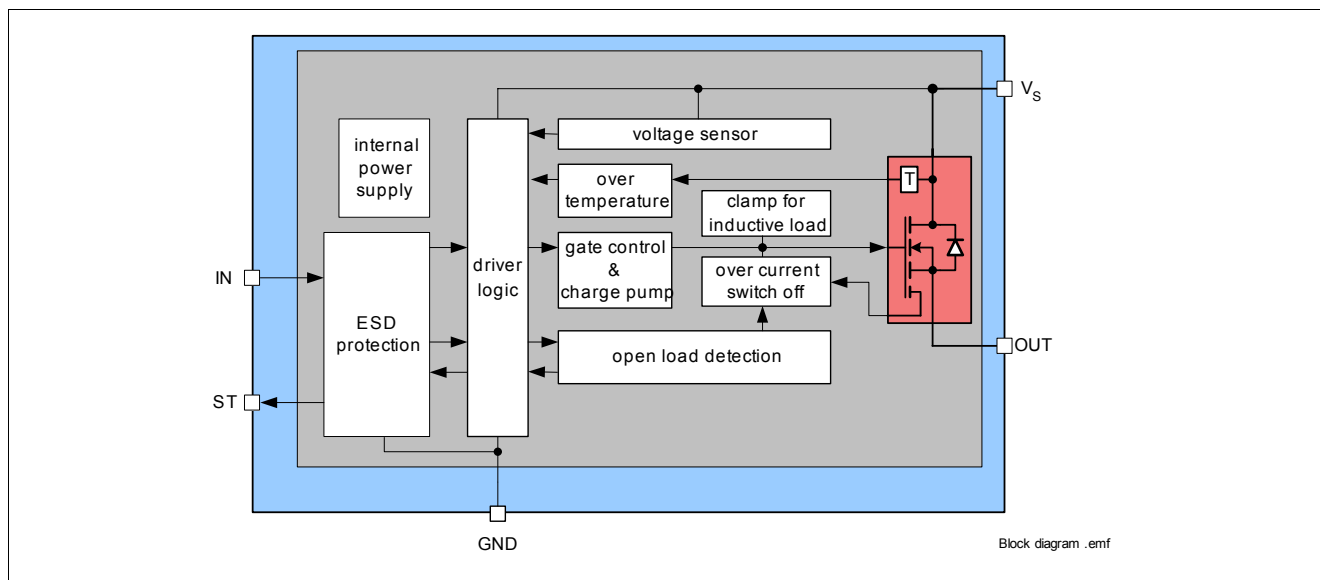 V_S
voltage sensor
internal
power
supply
T
over
temperature
clamp for
inductive load
driver
logic
gate control
&
charge pump
IN
over current
switch off
ESD
protection
open load detection
OUT
ST
GND
Block diagram .emf